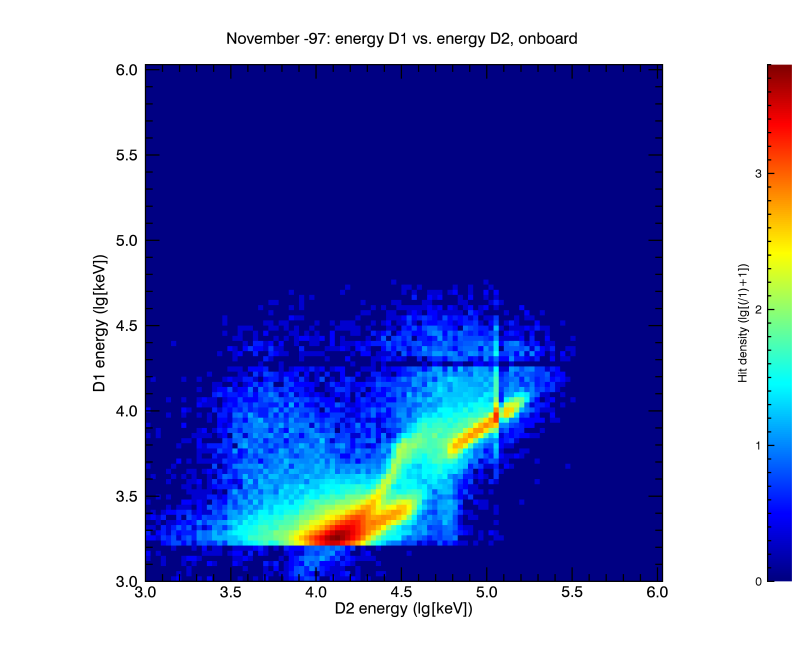 November -97: energy D1 vs. energy D2, onboard
6.0
5.5
5.0
4.5
4.0
3.5
3.0
D1 energy (lg[keV])
3.0 3.5 4.0 4.5 5.0 5.5 6.0
D2 energy (lg[keV])
3
2
1
0
Hit density (lg[(/1)+1])